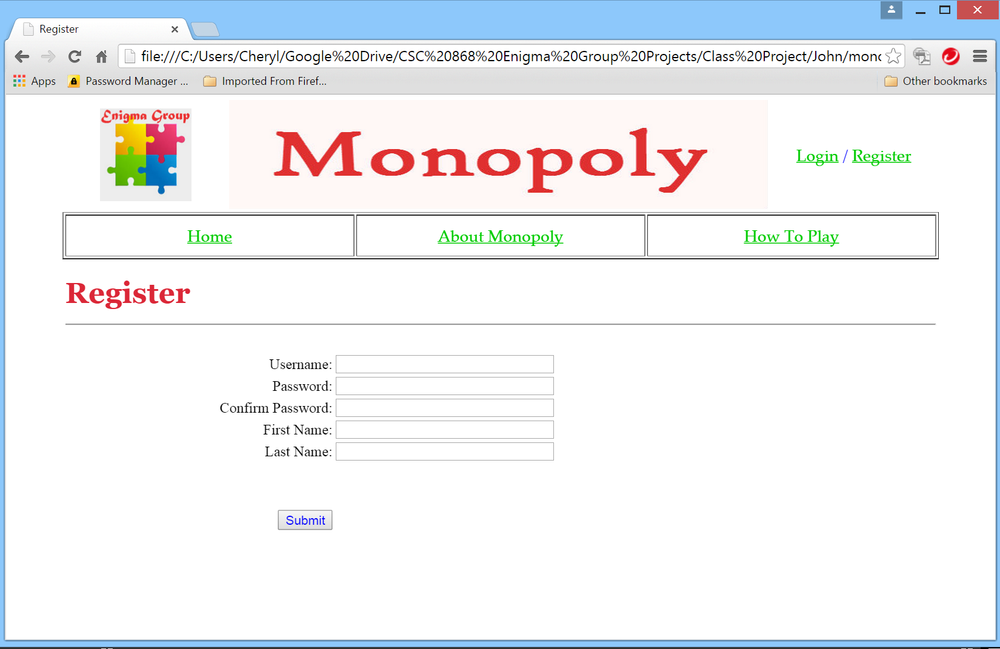 Register
file:///C:/Users/Cheryl/Google%20Drive/CSC%20868%20Enigma%20Group%20Projects/Class%20Project/John/mono
Apps Password Manager ... Imported From Firef... Other bookmarks
Enigma Group
Monopoly
Login / Register
Home About Monopoly How To Play
Register
Username:
Password:
Confirm Password:
First Name:
Last Name:
Submit